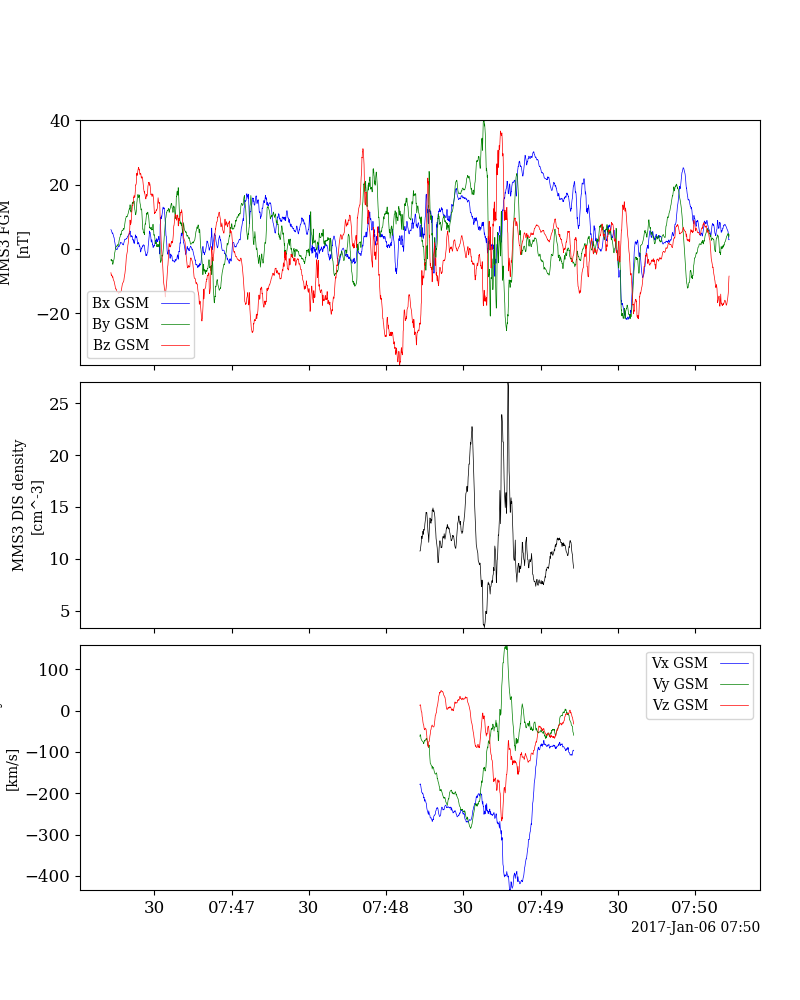 MMS3 FGM
[nT]
40
20
0
−20
Bx GSM
By GSM
Bz GSM
MMS3 DIS density
[cm^-3]
25
20
15
10
5
[km/s]
100
0
−100
−200
−300
−400
Vx GSM
Vy GSM
Vz GSM
30 07:47 30 07:48 30 07:49 30 07:50
2017-Jan-06 07:50